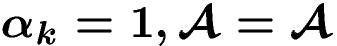 α_k = 1, 𝒜 = 𝒜